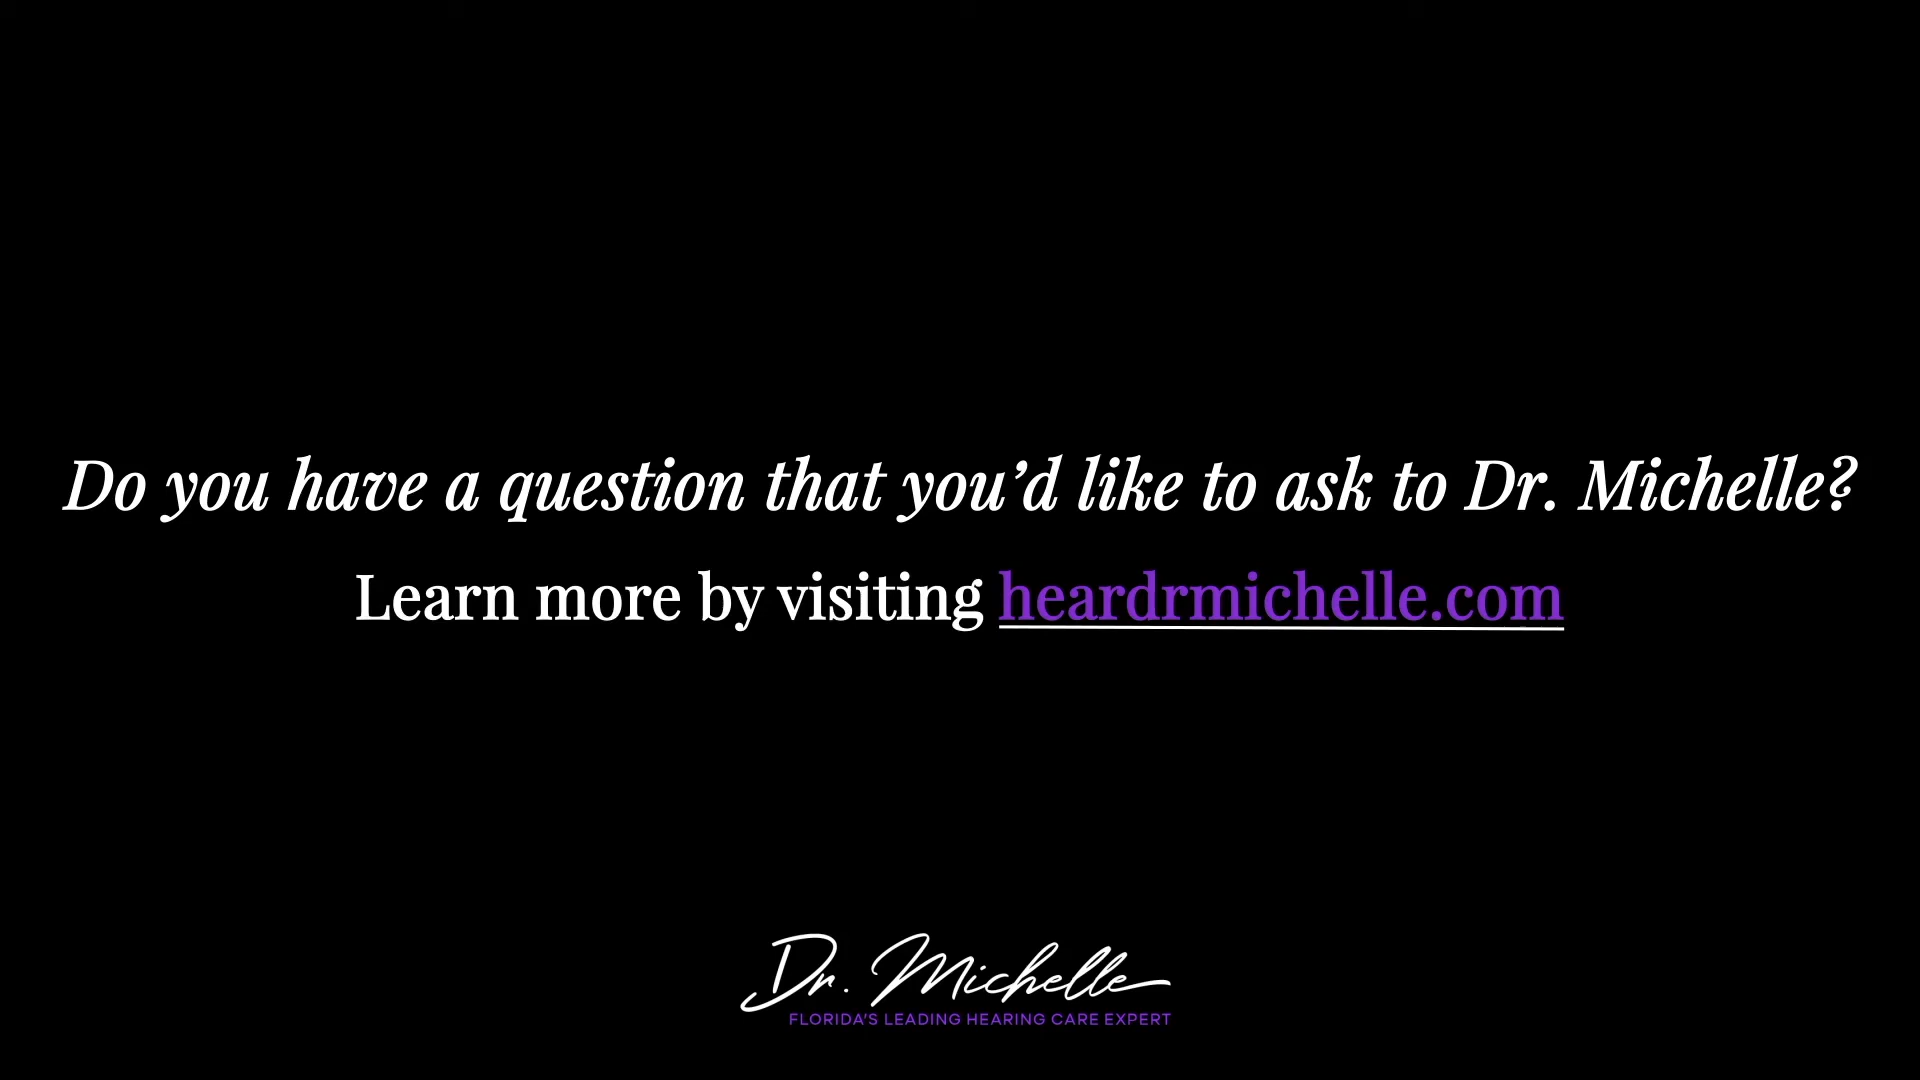 Do you have a question that you’d like to ask to Dr. Michelle?
Learn more by visiting heardrmichelle.com
Dr. Michelle
FLORIDA’S LEADING HEARING CARE EXPERT